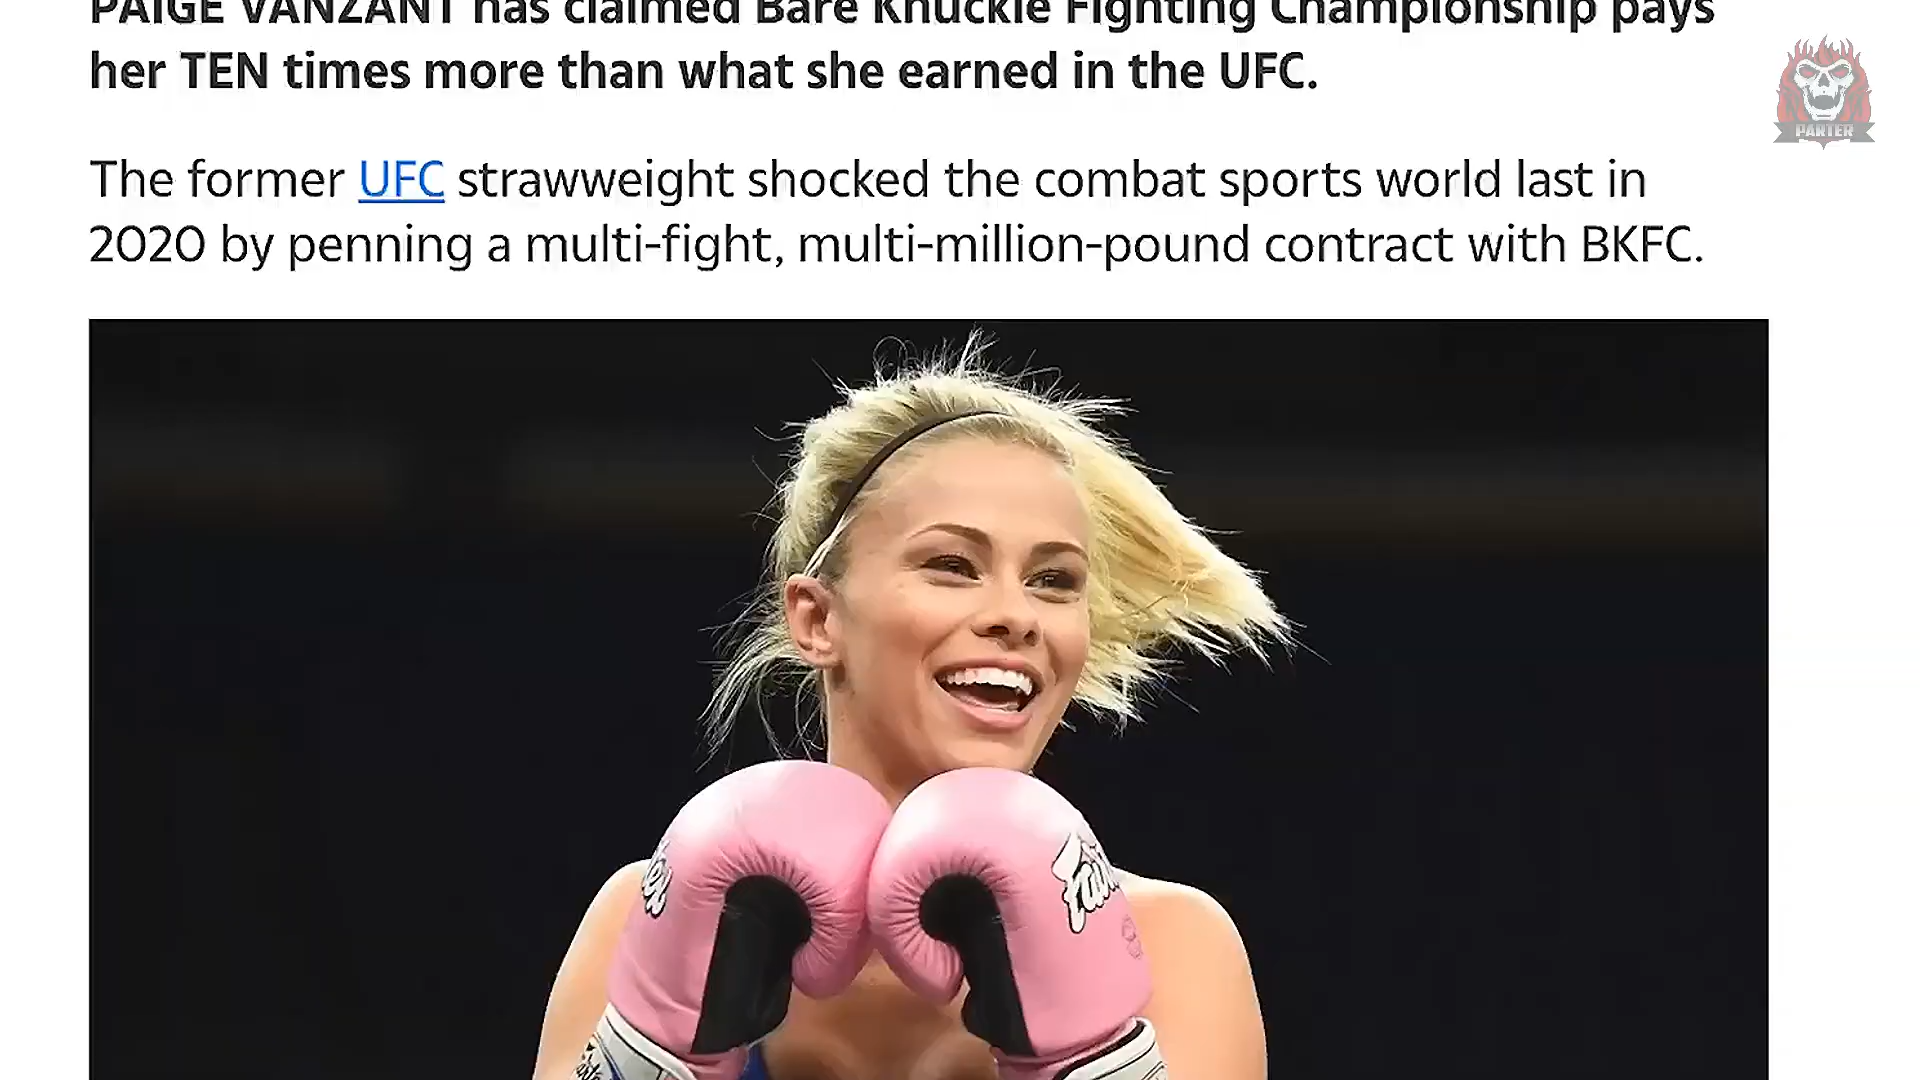 PAIGE VANZANT has claimed Bare Knuckle Fighting Championship pays
her TEN times more than what she earned in the UFC.
The former UFC strawweight shocked the combat sports world last in
2020 by penning a multi-fight, multi-million-pound contract with BKFC.
PARTER